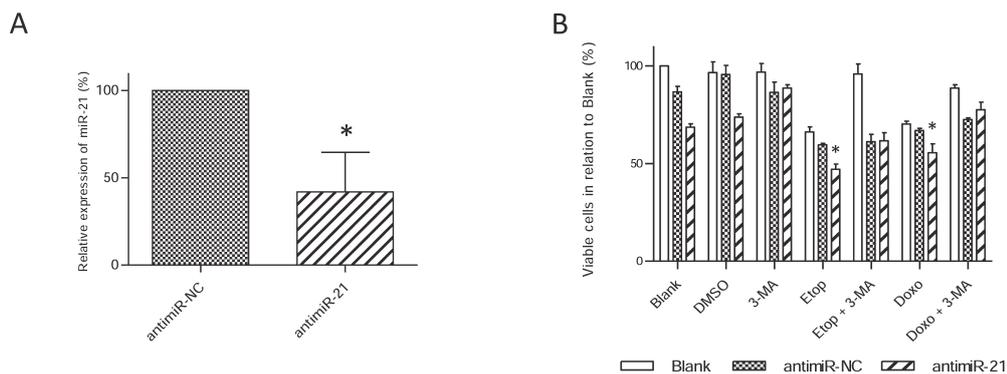 A
B
Relative expression of miR-21 (%)
100
50
0
*
antimiR-NC
antimiR-21
Viable cells in relation to Blank (%)
100
50
0
*
*
Blank
DMSO
3-MA
Etop
Etop + 3-MA
Doxo
Doxo + 3-MA
Blank antimiR-NC antimiR-21